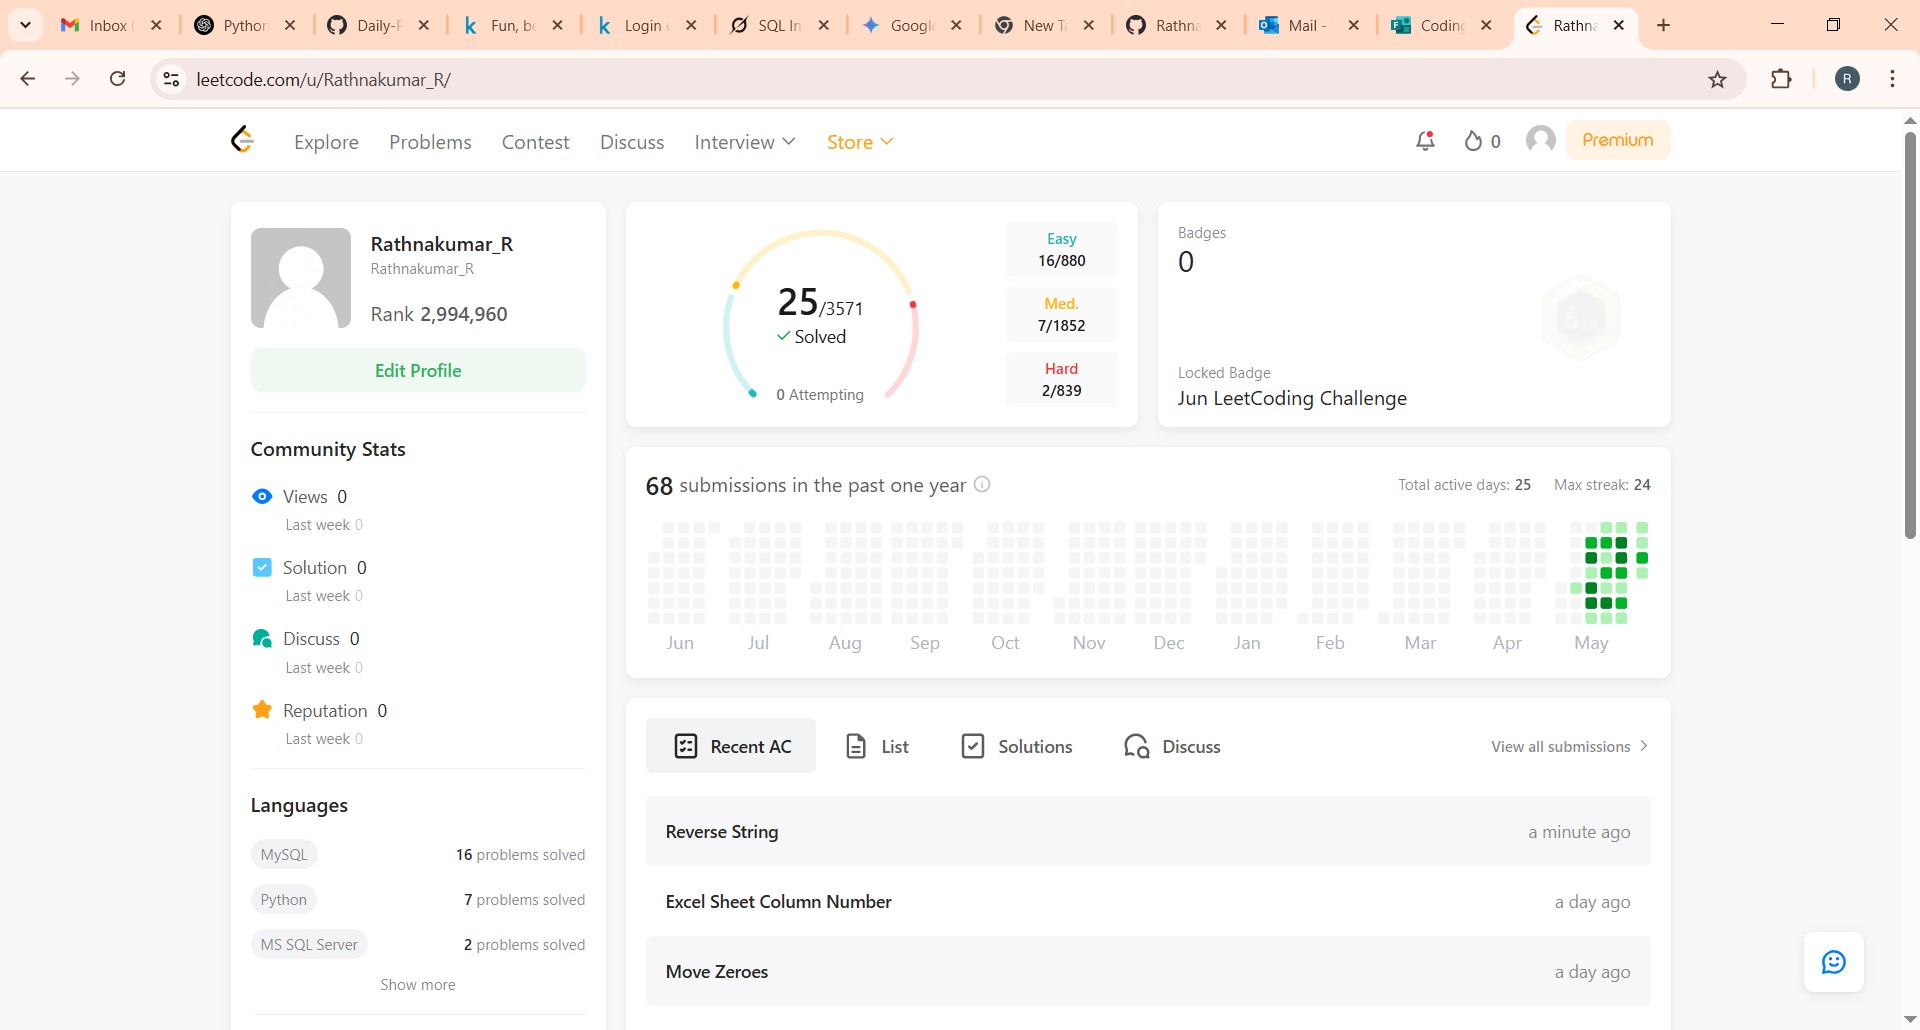 Inbox (
Python
Daily-P
Fun, be
Login o
SQL In
Google
New Ta
Rathna
Mail -
Coding
Rathna
leetcode.com/u/Rathnakumar_R/
R
Explore
Problems
Contest
Discuss
Interview
Store
0
Premium
Rathnakumar_R
Rathnakumar_R
Rank 2,994,960
Edit Profile
Community Stats
Views 0
Last week 0
Solution 0
Last week 0
Discuss 0
Last week 0
Reputation 0
Last week 0
Languages
MySQL 16 problems solved
Python 7 problems solved
MS SQL Server 2 problems solved
Show more
25/3571
Solved
0 Attempting
Easy
16/880
Med.
7/1852
Hard
2/839
Badges
0
Locked Badge
Jun LeetCoding Challenge
68 submissions in the past one year
Total active days: 25 Max streak: 24
Jun Jul Aug Sep Oct Nov Dec Jan Feb Mar Apr May
Recent AC
List
Solutions
Discuss
View all submissions
Reverse String a minute ago
Excel Sheet Column Number a day ago
Move Zeroes a day ago